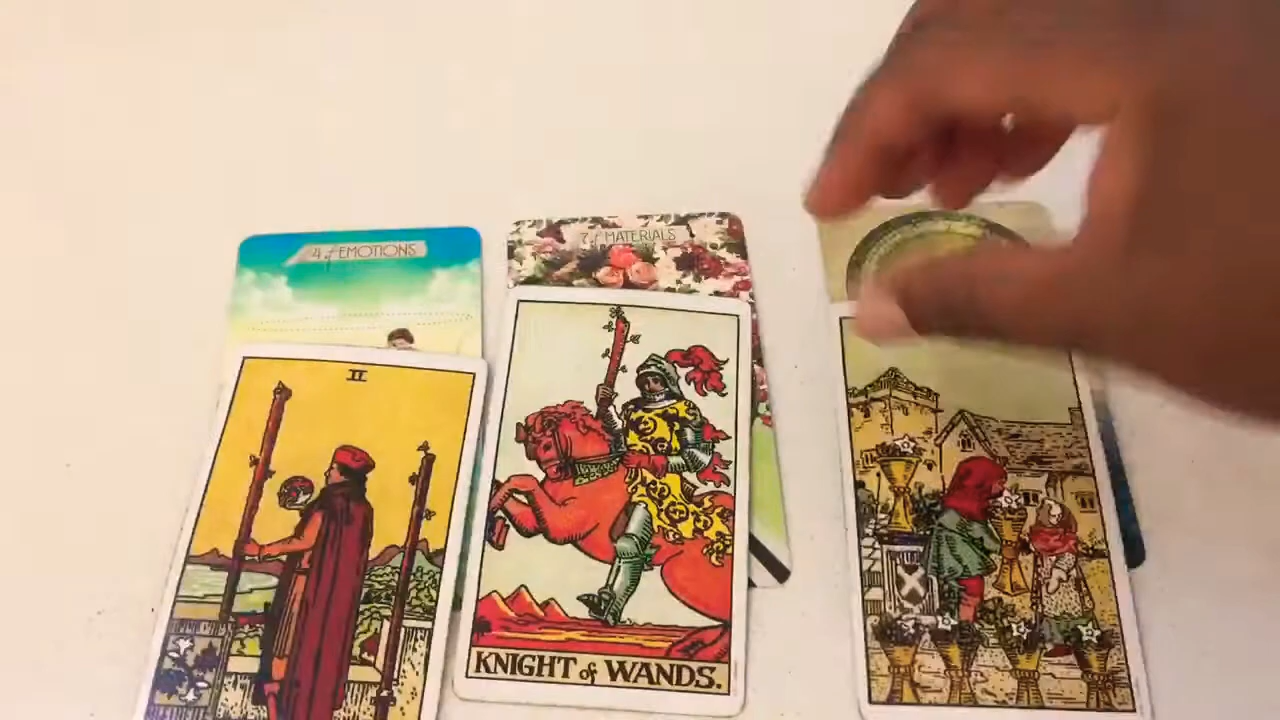 4 of EMOTIONS
7 of MATERIALS
II
KNIGHT of WANDS.